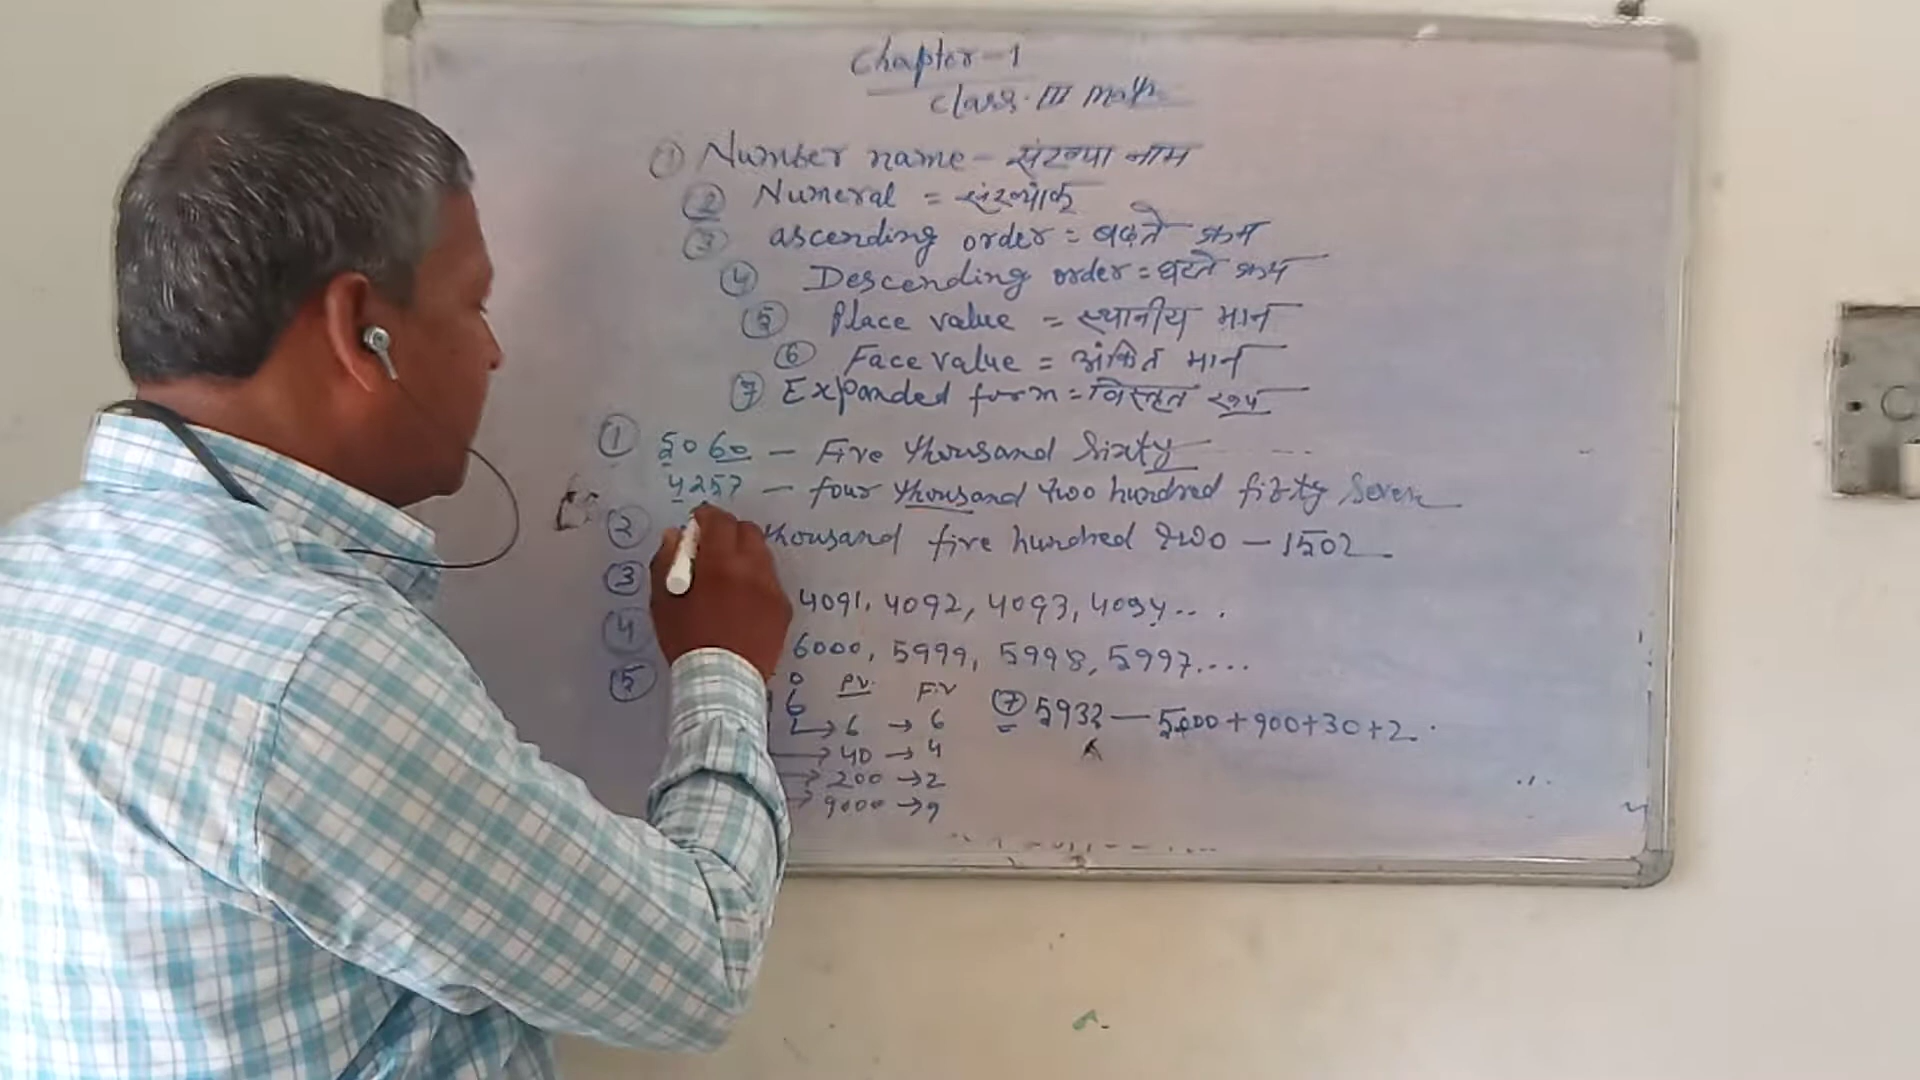 Chapter-1
Class-III Math
① Number name - संख्या नाम
② Numeral = संख्यांक
③ ascending order = बढ़ते क्रम
④ Descending order = घटते क्रम
⑤ Place value = स्थानीय मान
⑥ Face value = अंकित मान
⑦ Expanded form = विस्तृत रूप
① 5060 - Five thousand Sixty
4257 - four thousand two hundred fifty Seven
② thousand five hundred two - 1502
③ 4091, 4092, 4093, 4094...
④ 6000, 5999, 5998, 5997....
⑤ P.V. F.V
6 → 6
→ 40 → 4
→ 200 → 2
→ 9000 → 9
⑦ 5932 — 5000+900+30+2.